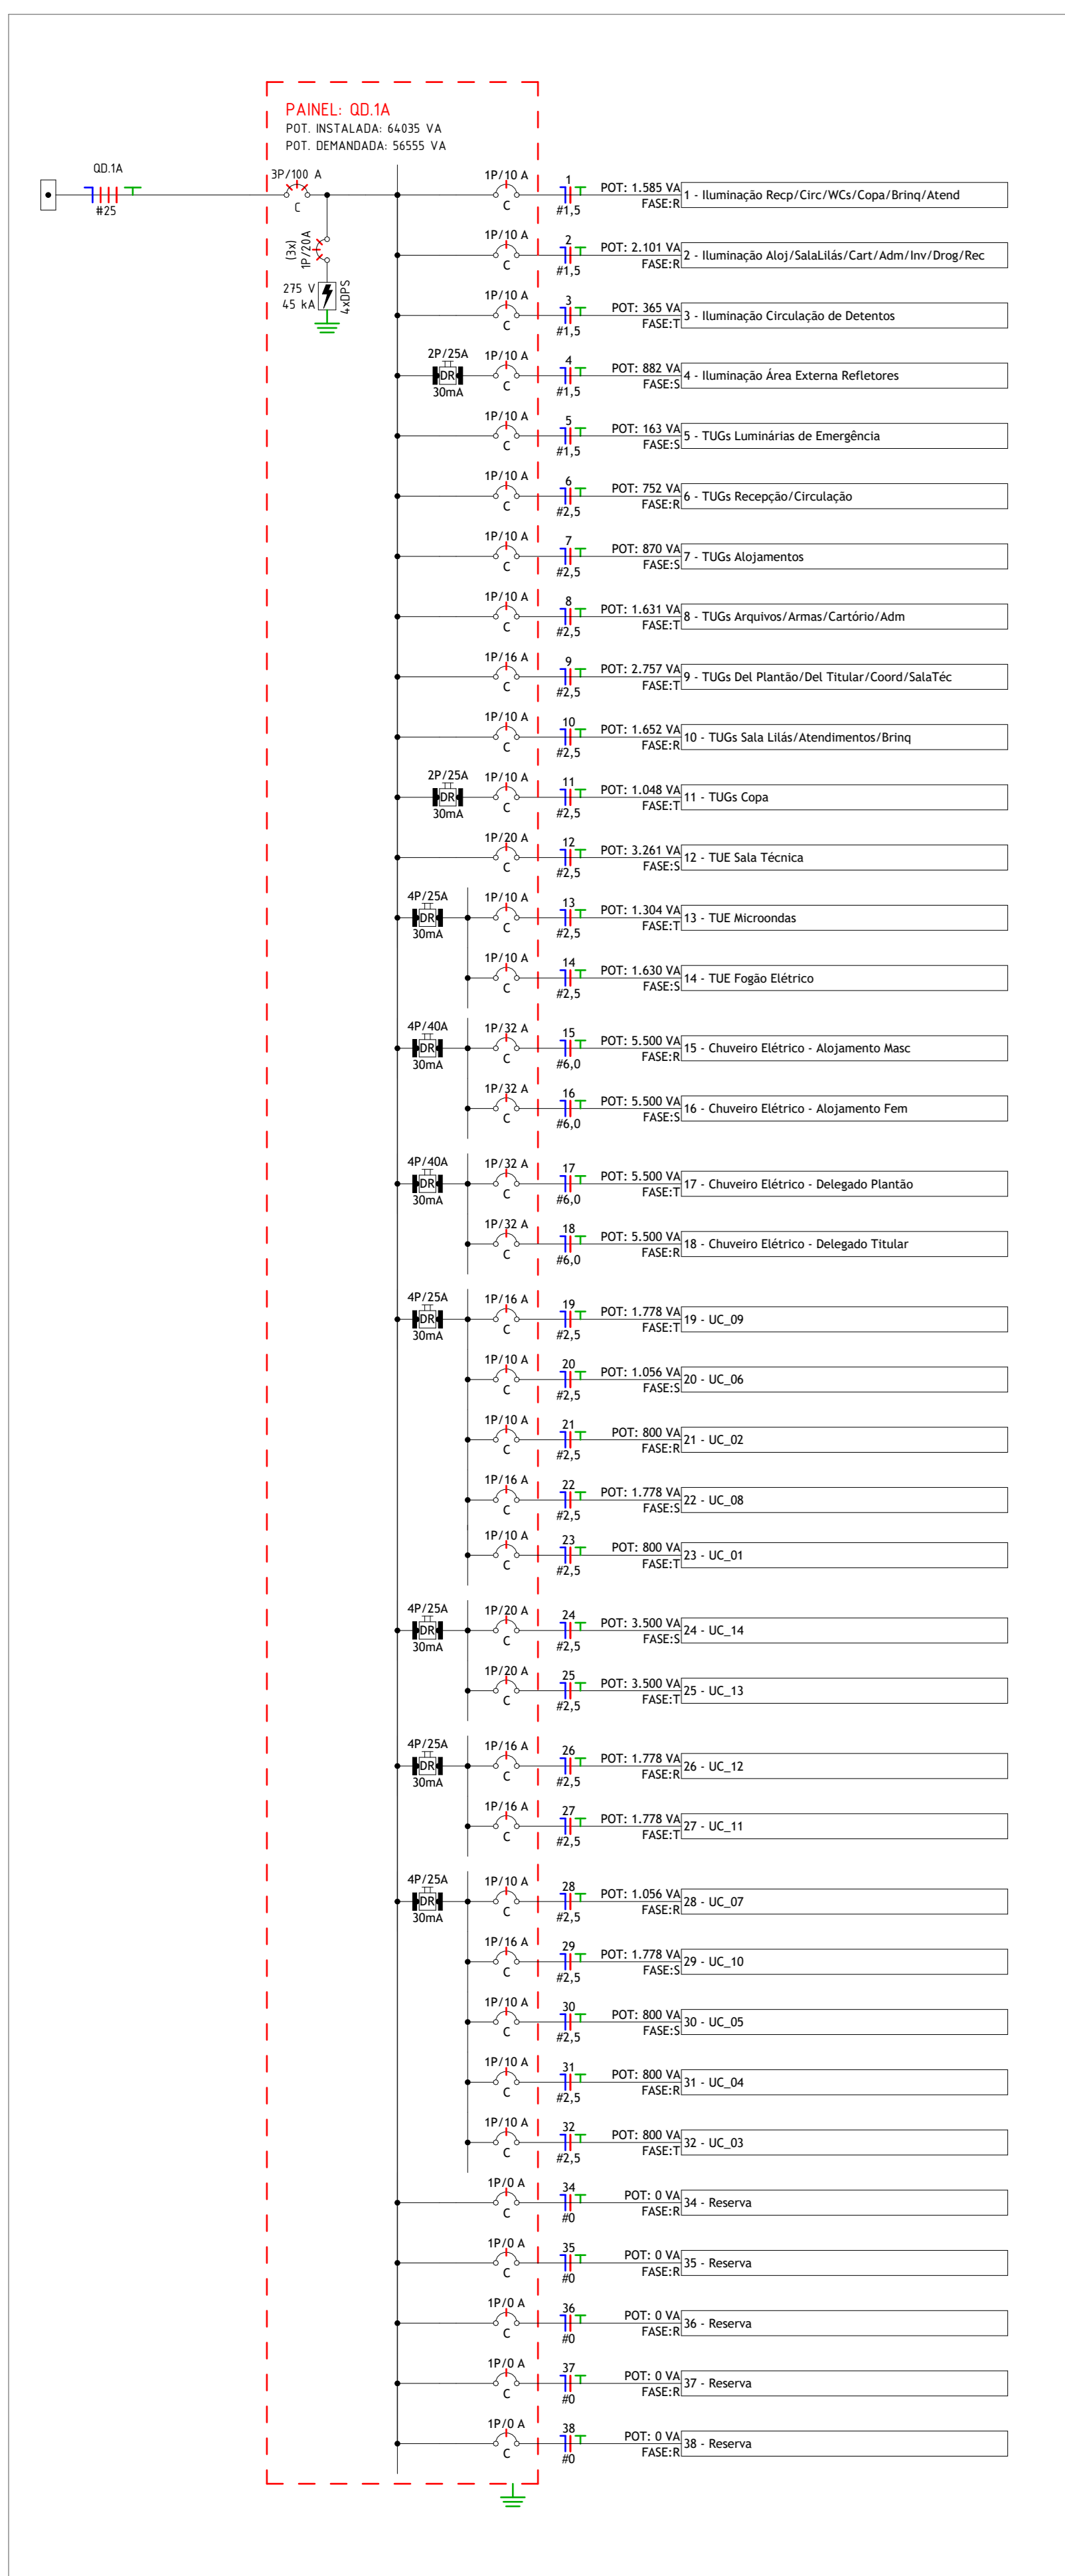 PAINEL: QD.1A
POT. INSTALADA: 64035 VA
POT. DEMANDADA: 56555 VA
QD.1A
#25
3P/100 A
C
(3x)
1P/20A
275 V
45 kA
4xDPS
1P/10 A
C
1
#1,5
POT: 1.585 VA
FASE:R
1 - Iluminação Recp/Circ/WCs/Copa/Brinq/Atend
1P/10 A
C
2
#1,5
POT: 2.101 VA
FASE:R
2 - Iluminação Aloj/SalaLilás/Cart/Adm/Inv/Drog/Rec
1P/10 A
C
3
#1,5
POT: 365 VA
FASE:T
3 - Iluminação Circulação de Detentos
2P/25A
DR
30mA
1P/10 A
C
4
#1,5
POT: 882 VA
FASE:S
4 - Iluminação Área Externa Refletores
1P/10 A
C
5
#1,5
POT: 163 VA
FASE:S
5 - TUGs Luminárias de Emergência
1P/10 A
C
6
#2,5
POT: 752 VA
FASE:R
6 - TUGs Recepção/Circulação
1P/10 A
C
7
#2,5
POT: 870 VA
FASE:S
7 - TUGs Alojamentos
1P/10 A
C
8
#2,5
POT: 1.631 VA
FASE:T
8 - TUGs Arquivos/Armas/Cartório/Adm
1P/16 A
C
9
#2,5
POT: 2.757 VA
FASE:T
9 - TUGs Del Plantão/Del Titular/Coord/SalaTéc
1P/10 A
C
10
#2,5
POT: 1.652 VA
FASE:R
10 - TUGs Sala Lilás/Atendimentos/Brinq
2P/25A
DR
30mA
1P/10 A
C
11
#2,5
POT: 1.048 VA
FASE:T
11 - TUGs Copa
1P/20 A
C
12
#2,5
POT: 3.261 VA
FASE:S
12 - TUE Sala Técnica
4P/25A
DR
30mA
1P/10 A
C
13
#2,5
POT: 1.304 VA
FASE:T
13 - TUE Microondas
1P/10 A
C
14
#2,5
POT: 1.630 VA
FASE:S
14 - TUE Fogão Elétrico
4P/40A
DR
30mA
1P/32 A
C
15
#6,0
POT: 5.500 VA
FASE:R
15 - Chuveiro Elétrico - Alojamento Masc
1P/32 A
C
16
#6,0
POT: 5.500 VA
FASE:S
16 - Chuveiro Elétrico - Alojamento Fem
4P/40A
DR
30mA
1P/32 A
C
17
#6,0
POT: 5.500 VA
FASE:T
17 - Chuveiro Elétrico - Delegado Plantão
1P/32 A
C
18
#6,0
POT: 5.500 VA
FASE:R
18 - Chuveiro Elétrico - Delegado Titular
4P/25A
DR
30mA
1P/16 A
C
19
#2,5
POT: 1.778 VA
FASE:T
19 - UC_09
1P/10 A
C
20
#2,5
POT: 1.056 VA
FASE:S
20 - UC_06
1P/10 A
C
21
#2,5
POT: 800 VA
FASE:R
21 - UC_02
1P/16 A
C
22
#2,5
POT: 1.778 VA
FASE:S
22 - UC_08
1P/10 A
C
23
#2,5
POT: 800 VA
FASE:T
23 - UC_01
4P/25A
DR
30mA
1P/20 A
C
24
#2,5
POT: 3.500 VA
FASE:S
24 - UC_14
1P/20 A
C
25
#2,5
POT: 3.500 VA
FASE:T
25 - UC_13
4P/25A
DR
30mA
1P/16 A
C
26
#2,5
POT: 1.778 VA
FASE:R
26 - UC_12
1P/16 A
C
27
#2,5
POT: 1.778 VA
FASE:T
27 - UC_11
4P/25A
DR
30mA
1P/10 A
C
28
#2,5
POT: 1.056 VA
FASE:R
28 - UC_07
1P/16 A
C
29
#2,5
POT: 1.778 VA
FASE:S
29 - UC_10
1P/10 A
C
30
#2,5
POT: 800 VA
FASE:S
30 - UC_05
1P/10 A
C
31
#2,5
POT: 800 VA
FASE:R
31 - UC_04
1P/10 A
C
32
#2,5
POT: 800 VA
FASE:T
32 - UC_03
1P/0 A
C
34
#0
POT: 0 VA
FASE:R
34 - Reserva
1P/0 A
C
35
#0
POT: 0 VA
FASE:R
35 - Reserva
1P/0 A
C
36
#0
POT: 0 VA
FASE:R
36 - Reserva
1P/0 A
C
37
#0
POT: 0 VA
FASE:R
37 - Reserva
1P/0 A
C
38
#0
POT: 0 VA
FASE:R
38 - Reserva